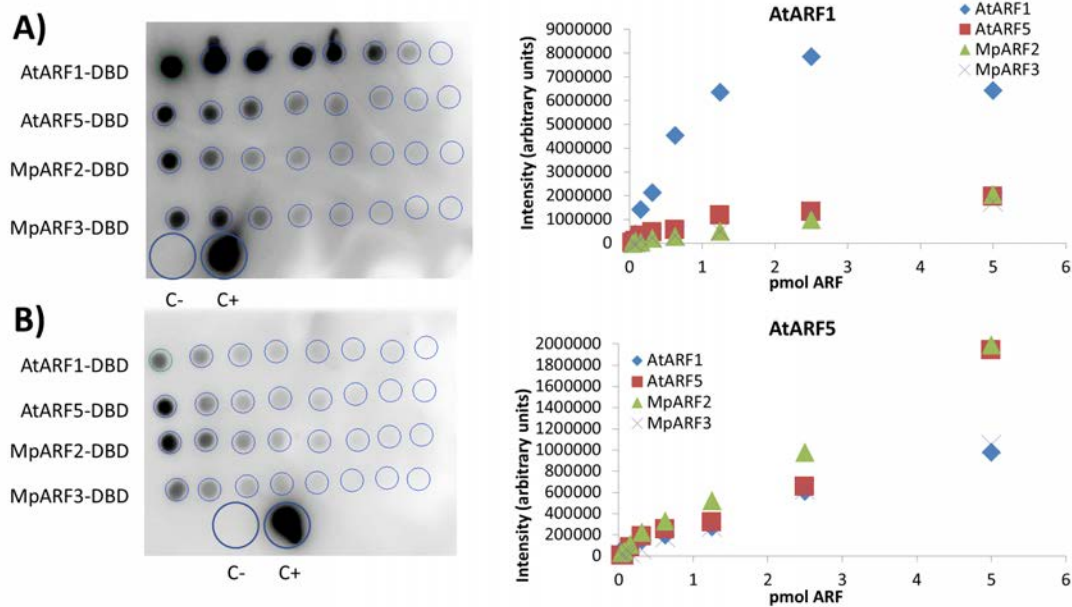 A)
AtARF1-DBD
AtARF5-DBD
MpARF2-DBD
MpARF3-DBD
C- C+
AtARF1
AtARF1
AtARF5
MpARF2
MpARF3
Intensity (arbitrary units)
9000000
8000000
7000000
6000000
5000000
4000000
3000000
2000000
1000000
0
0 1 2 3 4 5 6
pmol ARF
B)
AtARF1-DBD
AtARF5-DBD
MpARF2-DBD
MpARF3-DBD
C- C+
AtARF5
AtARF1
AtARF5
MpARF2
MpARF3
Intensity (arbitrary units)
2000000
1800000
1600000
1400000
1200000
1000000
800000
600000
400000
200000
0
0 1 2 3 4 5 6
pmol ARF